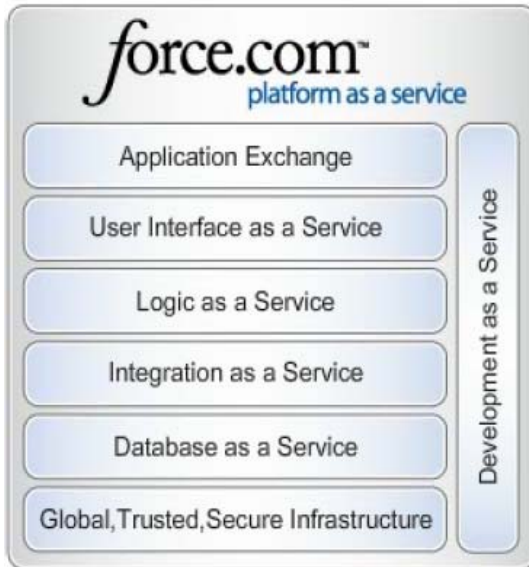 force.com™
platform as a service
Application Exchange
User Interface as a Service
Logic as a Service
Integration as a Service
Database as a Service
Global,Trusted,Secure Infrastructure
Development as a Service